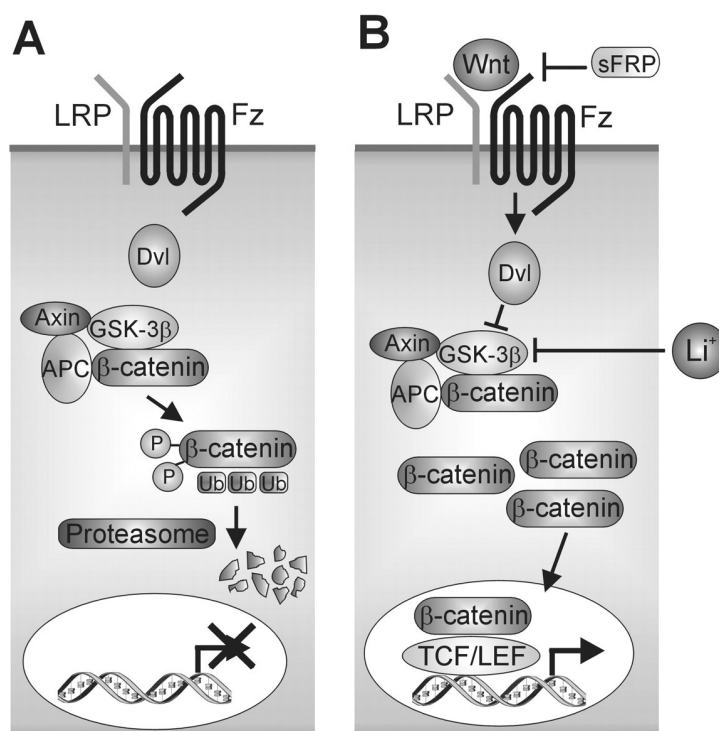 A
LRP
Fz
Dvl
Axin
GSK-3β
APC
β-catenin
P
β-catenin
P
Ub Ub Ub
Proteasome
B
Wnt
sFRP
LRP
Fz
Dvl
Axin
GSK-3β
Li⁺
APC
β-catenin
β-catenin
β-catenin
β-catenin
β-catenin
TCF/LEF